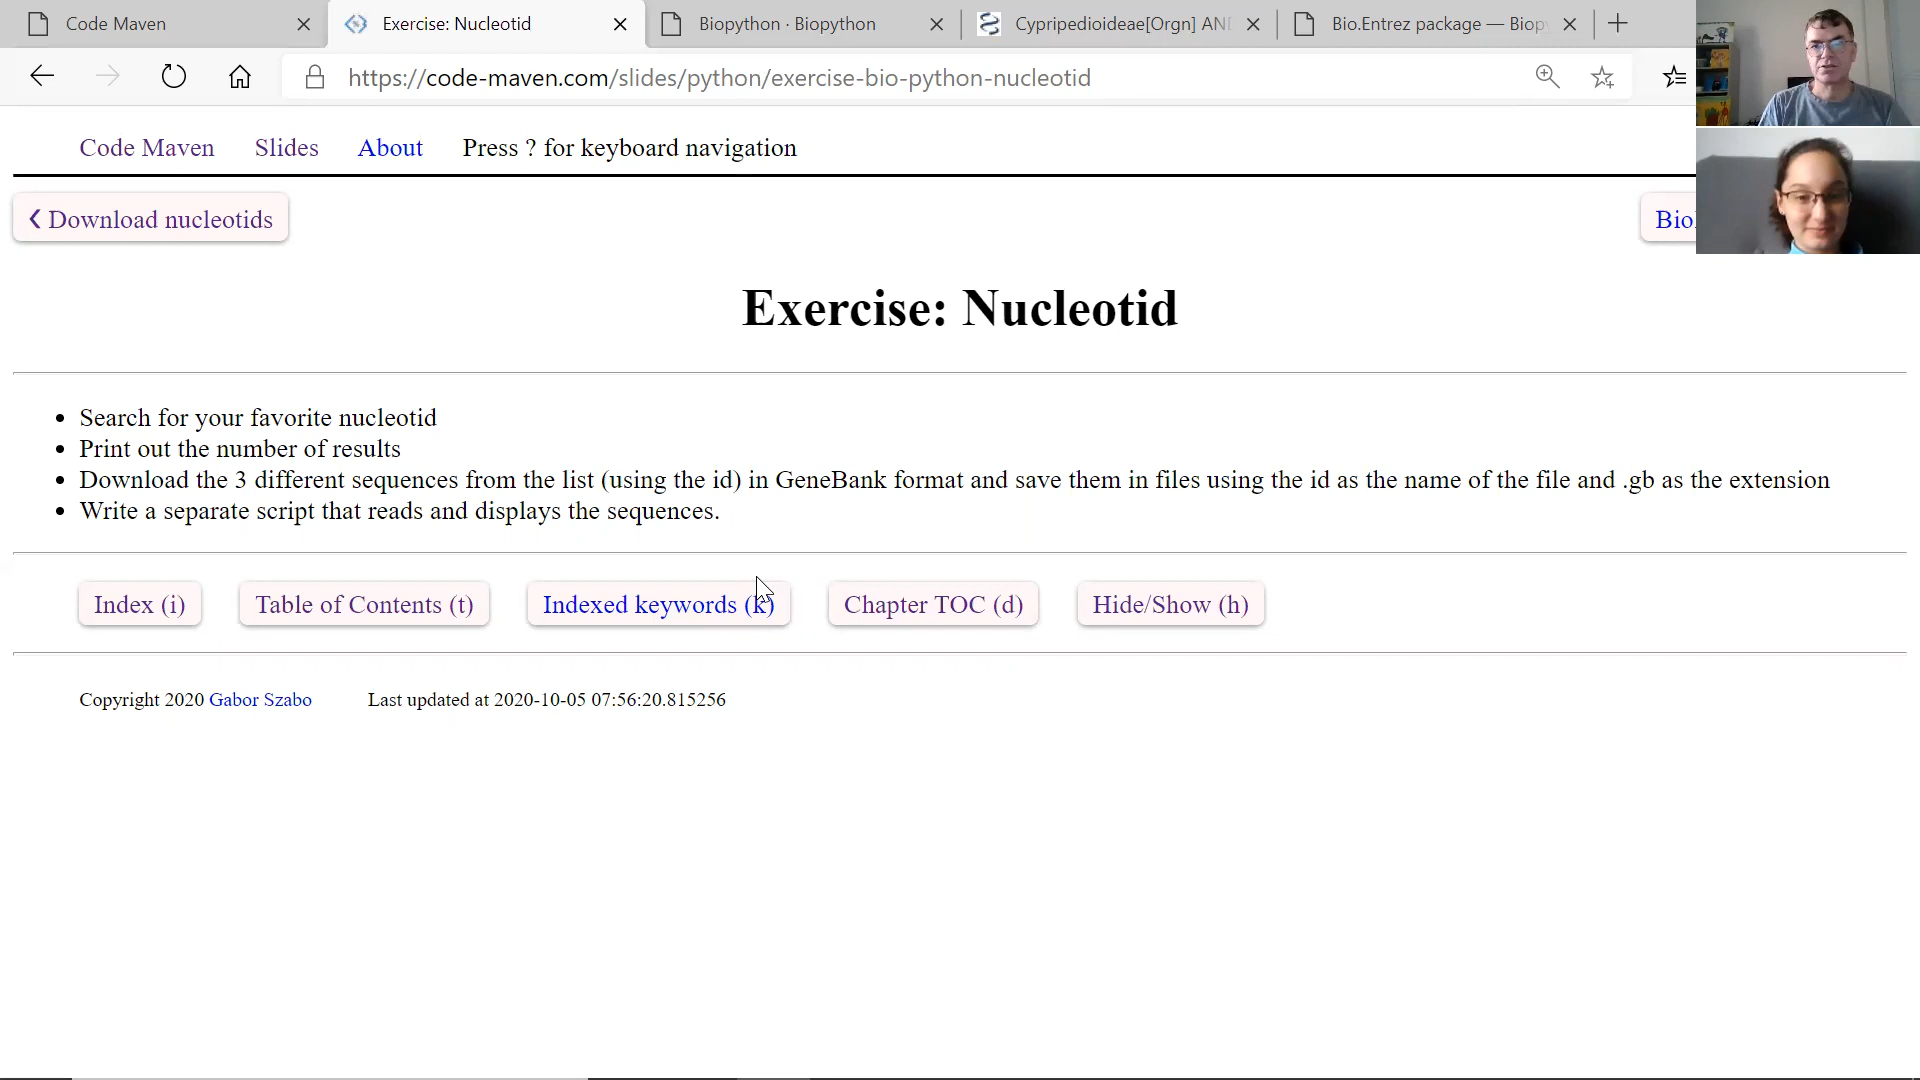 Code Maven
Exercise: Nucleotid
Biopython · Biopython
Cypripedioideae[Orgn] AN
Bio.Entrez package — Biop
https://code-maven.com/slides/python/exercise-bio-python-nucleotid
Code Maven Slides About Press ? for keyboard navigation
❮ Download nucleotids
Bio
Exercise: Nucleotid
• Search for your favorite nucleotid
• Print out the number of results
• Download the 3 different sequences from the list (using the id) in GeneBank format and save them in files using the id as the name of the file and .gb as the extension
• Write a separate script that reads and displays the sequences.
Index (i) Table of Contents (t) Indexed keywords (k) Chapter TOC (d) Hide/Show (h)
Copyright 2020 Gabor Szabo Last updated at 2020-10-05 07:56:20.815256